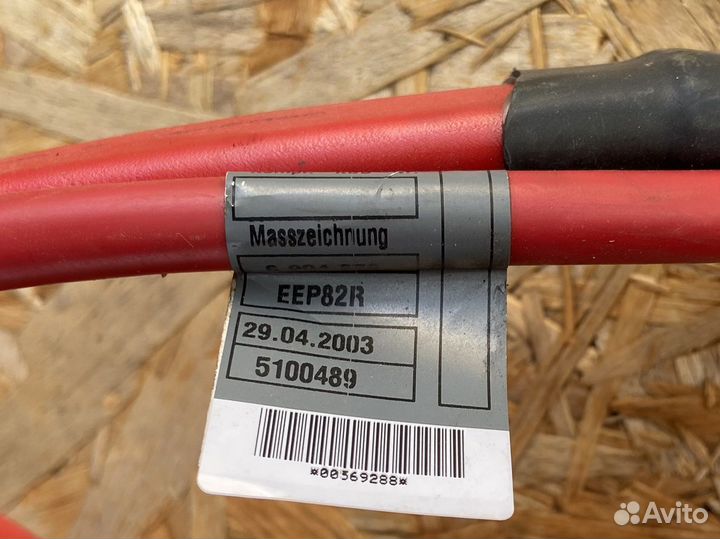 Masszeichnung
EEP82R
29.04.2003
5100489
*00569288*
Avito